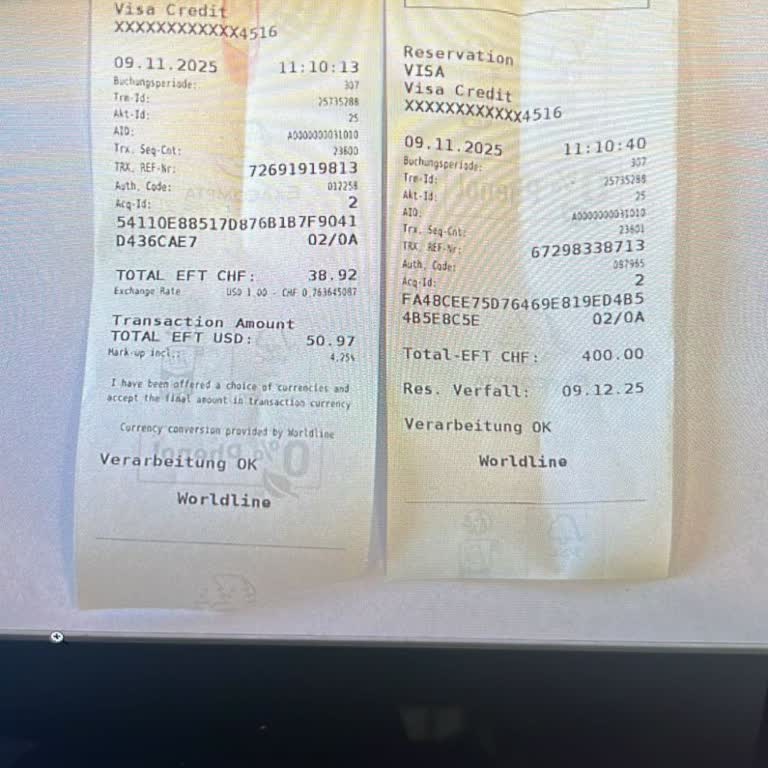 Visa Credit
XXXXXXXXXXXX4516
09.11.2025 11:10:13
Buchungsperiode: 307
Trm-Id: 25735288
Akt-Id: 25
AID: A0000000031010
Trx. Seq-Cnt: 23600
TRX. REF-Nr: 72691919813
Auth. Code: 012258
Acq-Id: 2
54110E88517D876B1B7F9041
D436CAE7 02/0A
TOTAL EFT CHF: 38.92
Exchange Rate USD 1.00 - CHF 0.763645087
Transaction Amount
TOTAL EFT USD: 50.97
Mark-up incl.: 4.25%
I have been offered a choice of currencies and
accept the final amount in transaction currency
Currency conversion provided by Worldline
Verarbeitung OK
Worldline
Reservation
VISA
Visa Credit
XXXXXXXXXXXX4516
09.11.2025 11:10:40
Buchungsperiode: 307
Trm-Id: 25735288
Akt-Id: 25
AID: A0000000031010
Trx. Seq-Cnt: 23601
TRX. REF-Nr: 67298338713
Auth. Code: 087965
Acq-Id: 2
FA48CEE75D76469E819ED4B5
4B5E8C5E 02/0A
Total-EFT CHF: 400.00
Res. Verfall: 09.12.25
Verarbeitung OK
Worldline